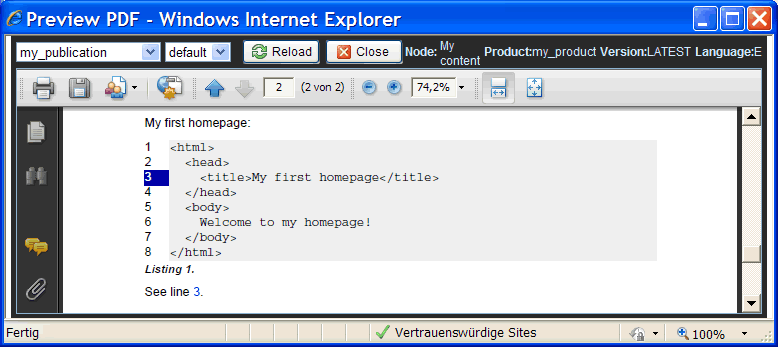 Preview PDF - Windows Internet Explorer
my_publication default Reload Close Node: My content Product:my_product Version:LATEST Language:E
2 (2 von 2) 74,2%
My first homepage:
1 <html>
2 <head>
3 <title>My first homepage</title>
4 </head>
5 <body>
6 Welcome to my homepage!
7 </body>
8 </html>
Listing 1.
See line 3.
Fertig Vertrauenswürdige Sites 100%